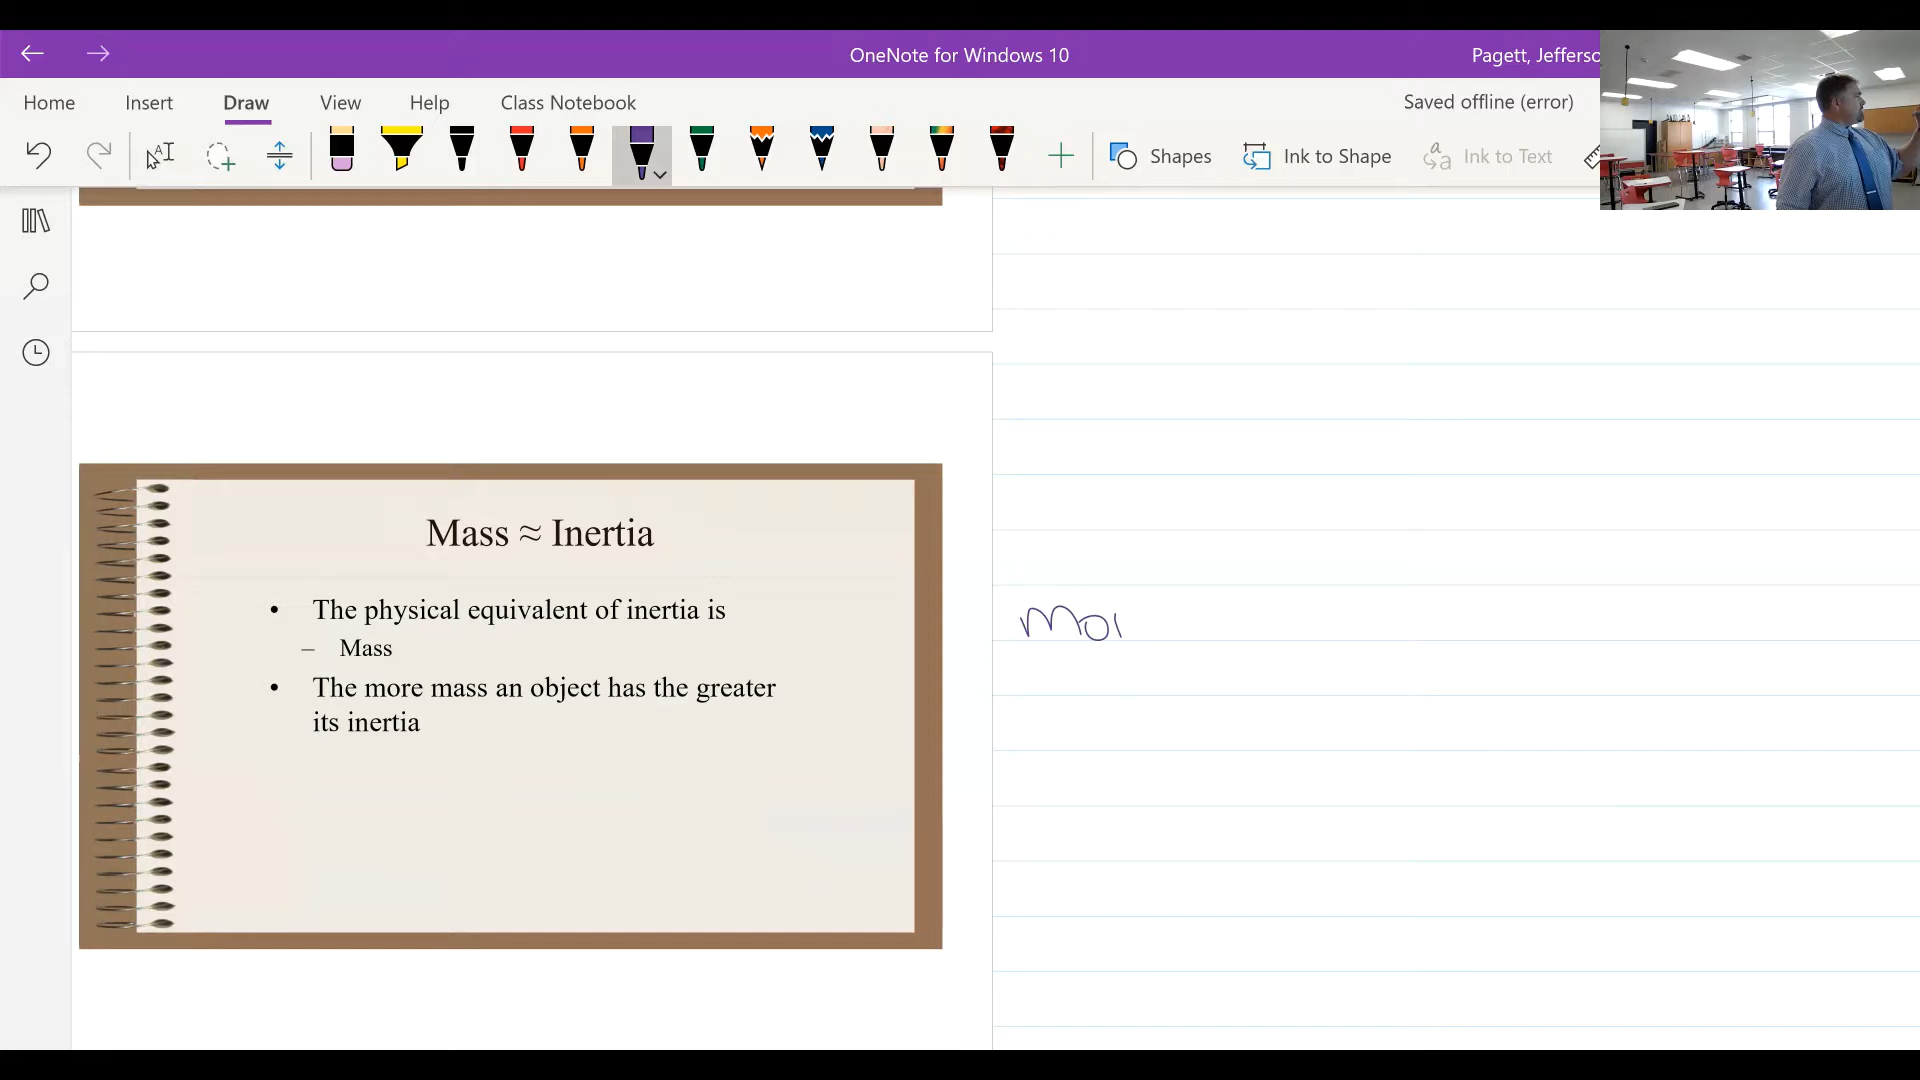 OneNote for Windows 10
Pagett, Jefferso
Home Insert Draw View Help Class Notebook
Saved offline (error)
Shapes Ink to Shape Ink to Text
Mass ≈ Inertia
• The physical equivalent of inertia is
– Mass
• The more mass an object has the greater
its inertia